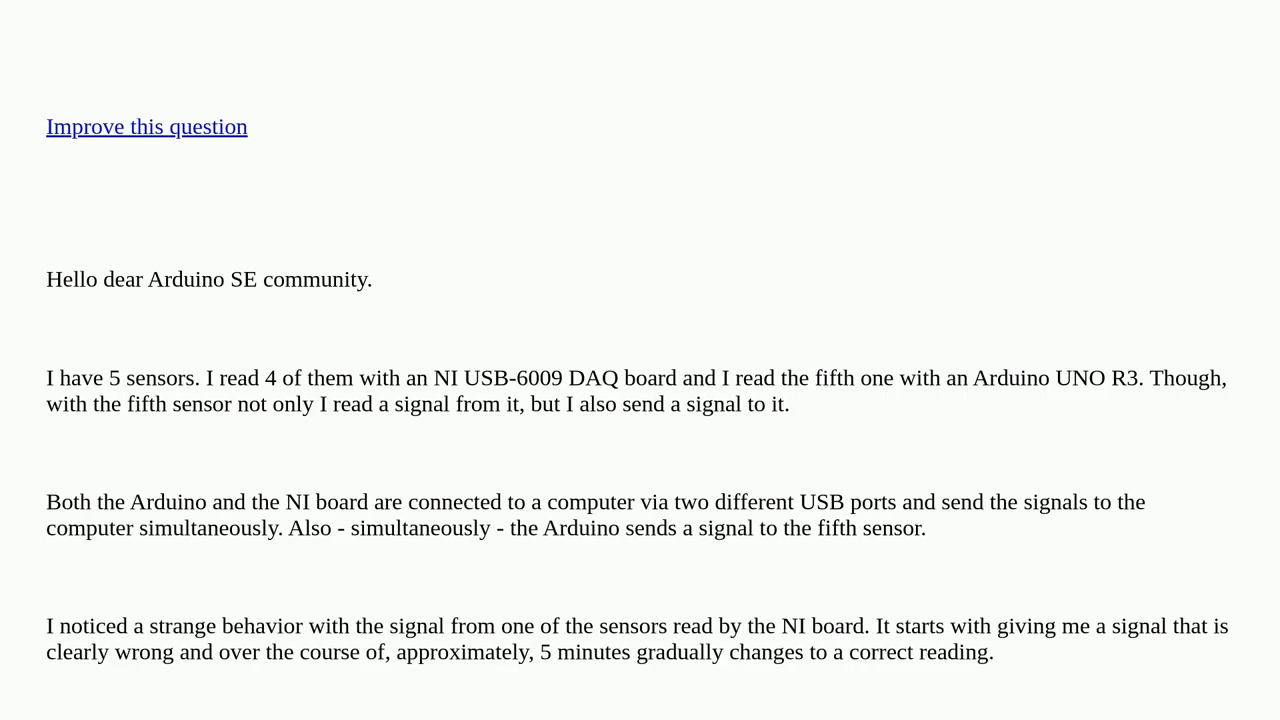 Improve this question
Hello dear Arduino SE community.
I have 5 sensors. I read 4 of them with an NI USB-6009 DAQ board and I read the fifth one with an Arduino UNO R3. Though,
with the fifth sensor not only I read a signal from it, but I also send a signal to it.
Both the Arduino and the NI board are connected to a computer via two different USB ports and send the signals to the
computer simultaneously. Also - simultaneously - the Arduino sends a signal to the fifth sensor.
I noticed a strange behavior with the signal from one of the sensors read by the NI board. It starts with giving me a signal that is
clearly wrong and over the course of, approximately, 5 minutes gradually changes to a correct reading.